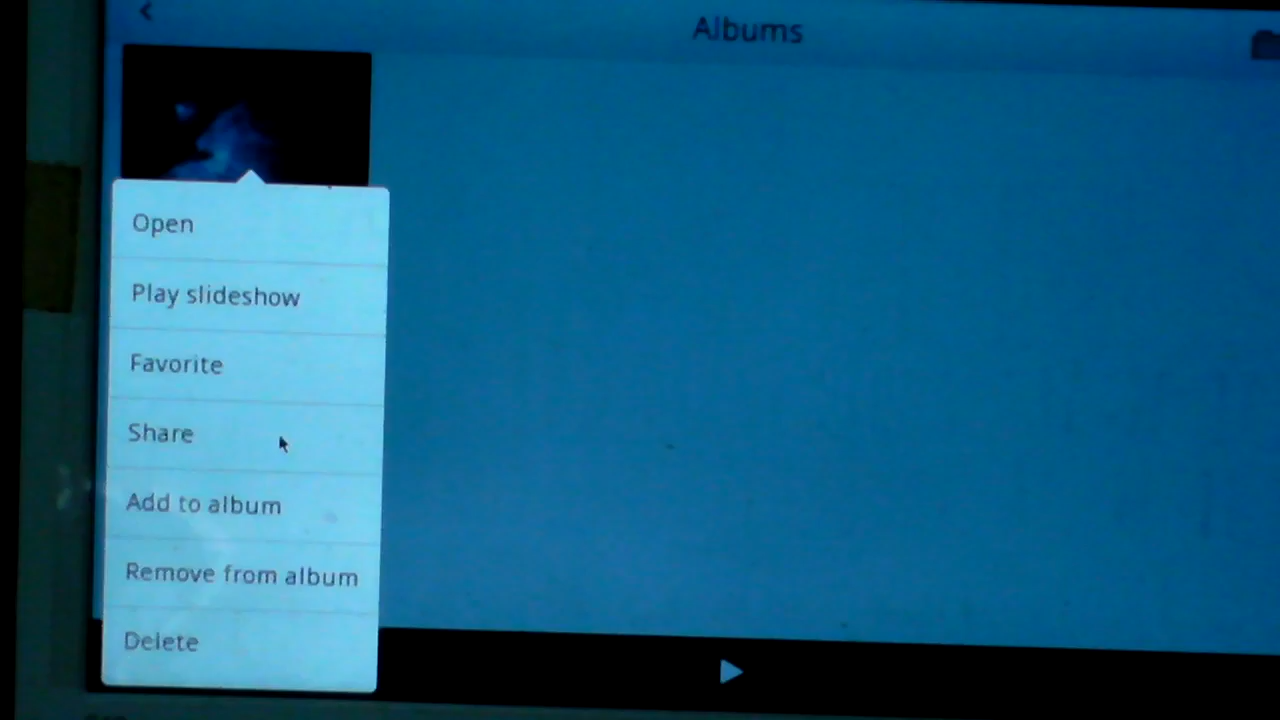 Albums
Open
Play slideshow
Favorite
Share
Add to album
Remove from album
Delete